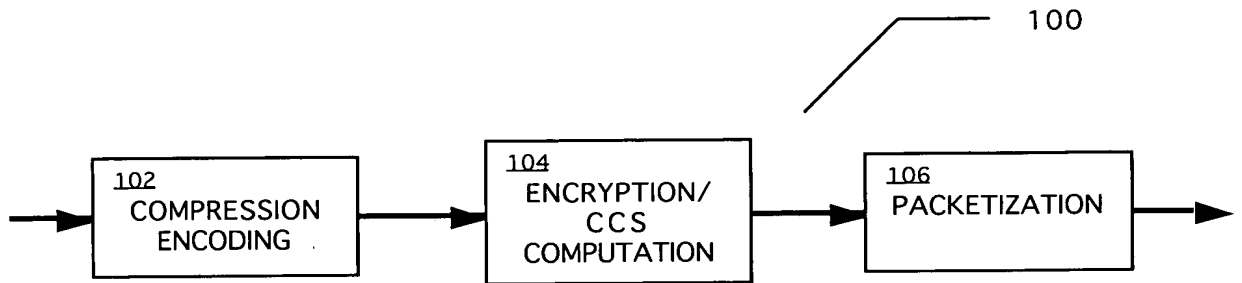 100
102
COMPRESSION
ENCODING
104
ENCRYPTION/
CCS
COMPUTATION
106
PACKETIZATION